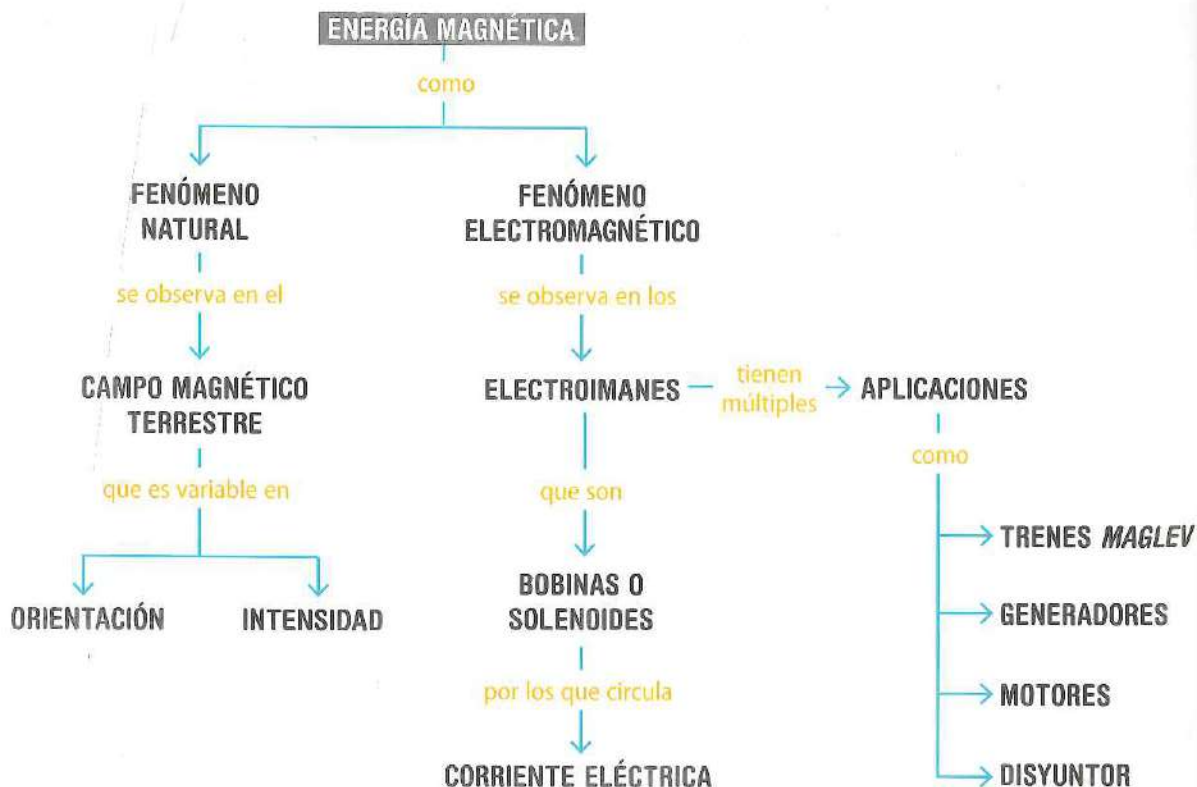 ENERGÍA MAGNÉTICA
como
FENÓMENO
NATURAL
se observa en el
CAMPO MAGNÉTICO
TERRESTRE
que es variable en
ORIENTACIÓN
INTENSIDAD
FENÓMENO
ELECTROMAGNÉTICO
se observa en los
ELECTROIMANES
que son
BOBINAS O
SOLENOIDES
por los que circula
CORRIENTE ELÉCTRICA
tienen
múltiples
APLICACIONES
como
TRENES MAGLEV
GENERADORES
MOTORES
DISYUNTOR